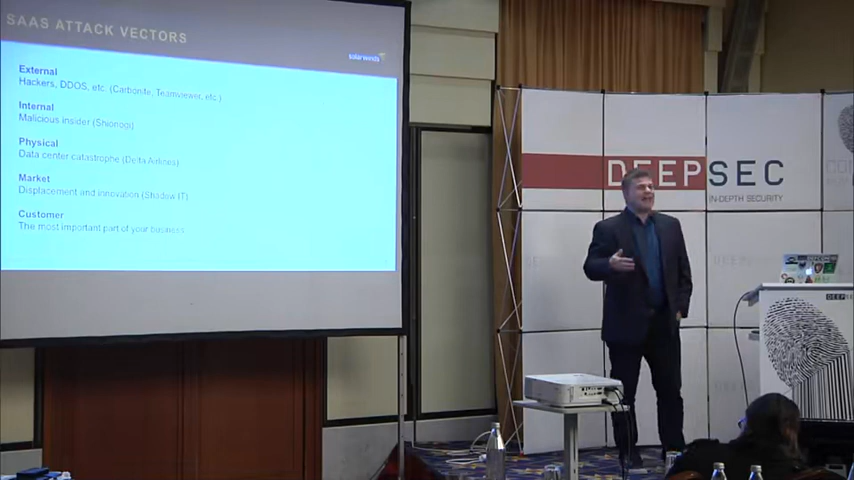 SAAS ATTACK VECTORS
solarwinds
External
Hackers, DDOS, etc. (Carbonite, Teamviewer, etc.)
Internal
Malicious insider (Shionogi)
Physical
Data center catastrophe (Delta Airlines)
Market
Displacement and innovation (Shadow IT)
Customer
The most important part of your business
DEEPSEC
IN-DEPTH SECURITY
DEEPSEC